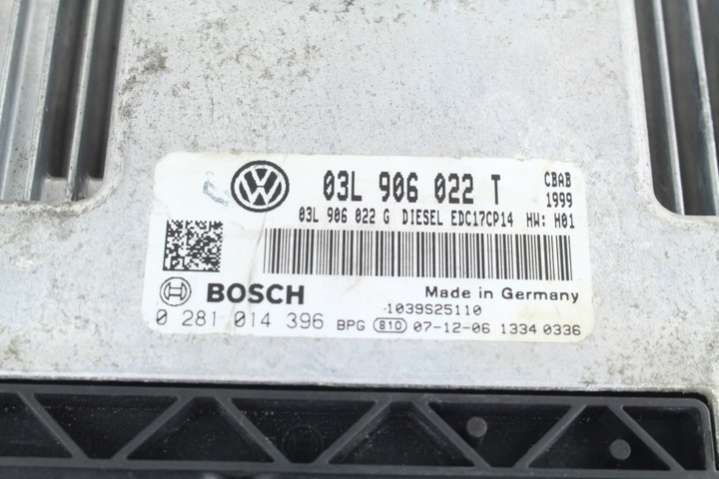 03L 906 022 T CBAB
1999
03L 906 022 G DIESEL EDC17CP14 HW: H01
BOSCH Made in Germany
1039S25110
0 281 014 396 BPG 810 07-12-06 1334 0336